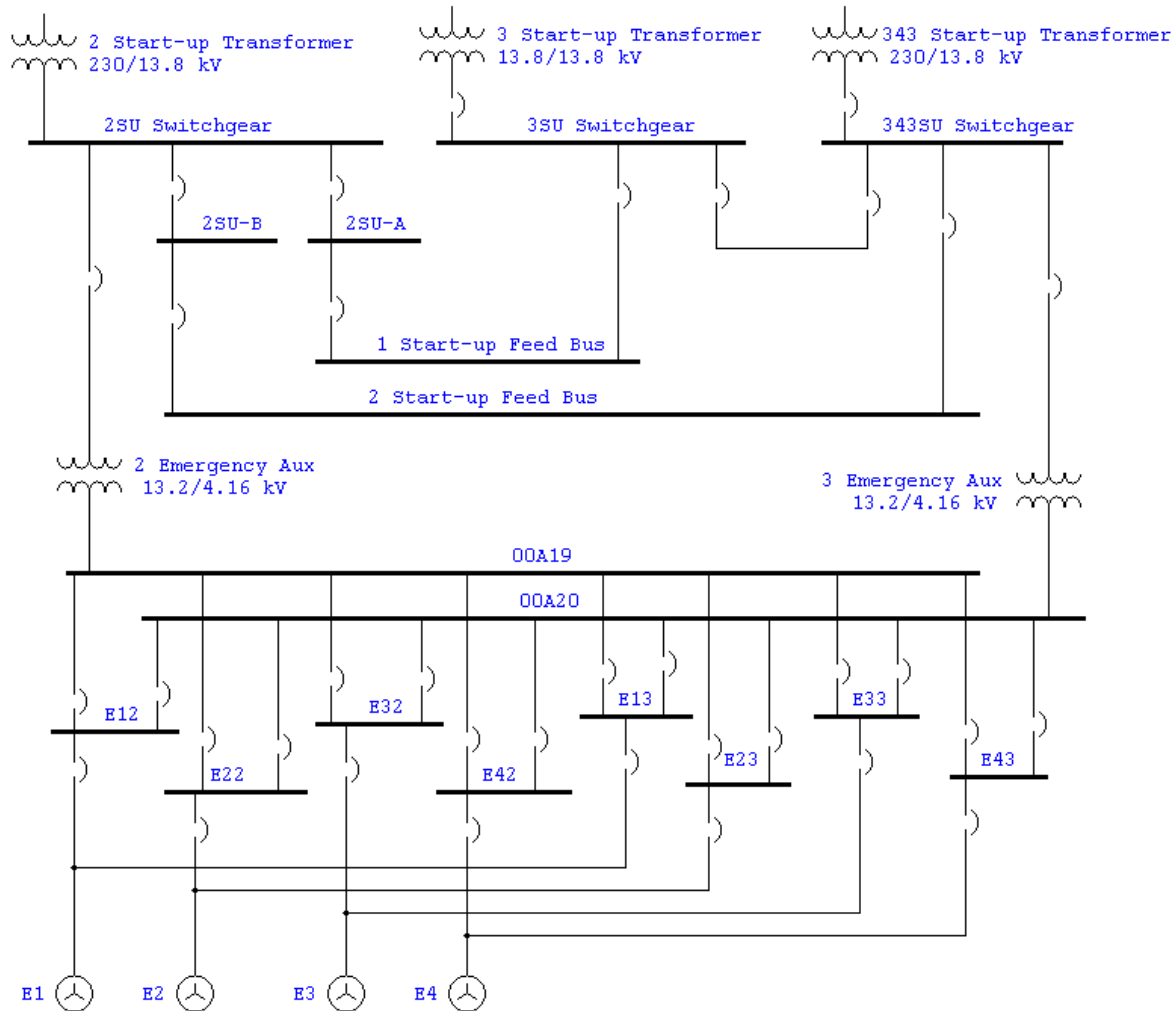 2 Start-up Transformer
230/13.8 kV
3 Start-up Transformer
13.8/13.8 kV
343 Start-up Transformer
230/13.8 kV
2SU Switchgear
3SU Switchgear
343SU Switchgear
2SU-B
2SU-A
1 Start-up Feed Bus
2 Start-up Feed Bus
2 Emergency Aux
13.2/4.16 kV
3 Emergency Aux
13.2/4.16 kV
00A19
00A20
E12
E32
E13
E33
E22
E42
E23
E43
E1
E2
E3
E4